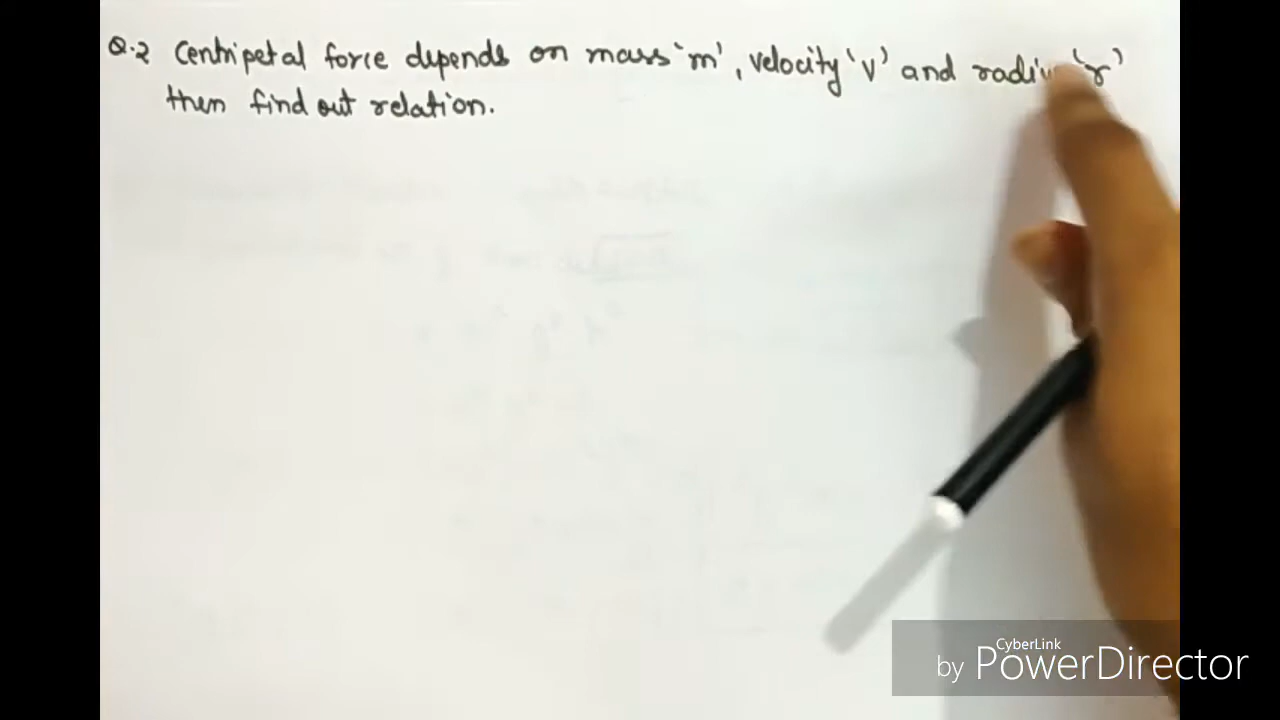 Q.2 Centripetal force depends on mass 'm', velocity 'v' and radius 'r'
then find out relation.
CyberLink
by PowerDirector